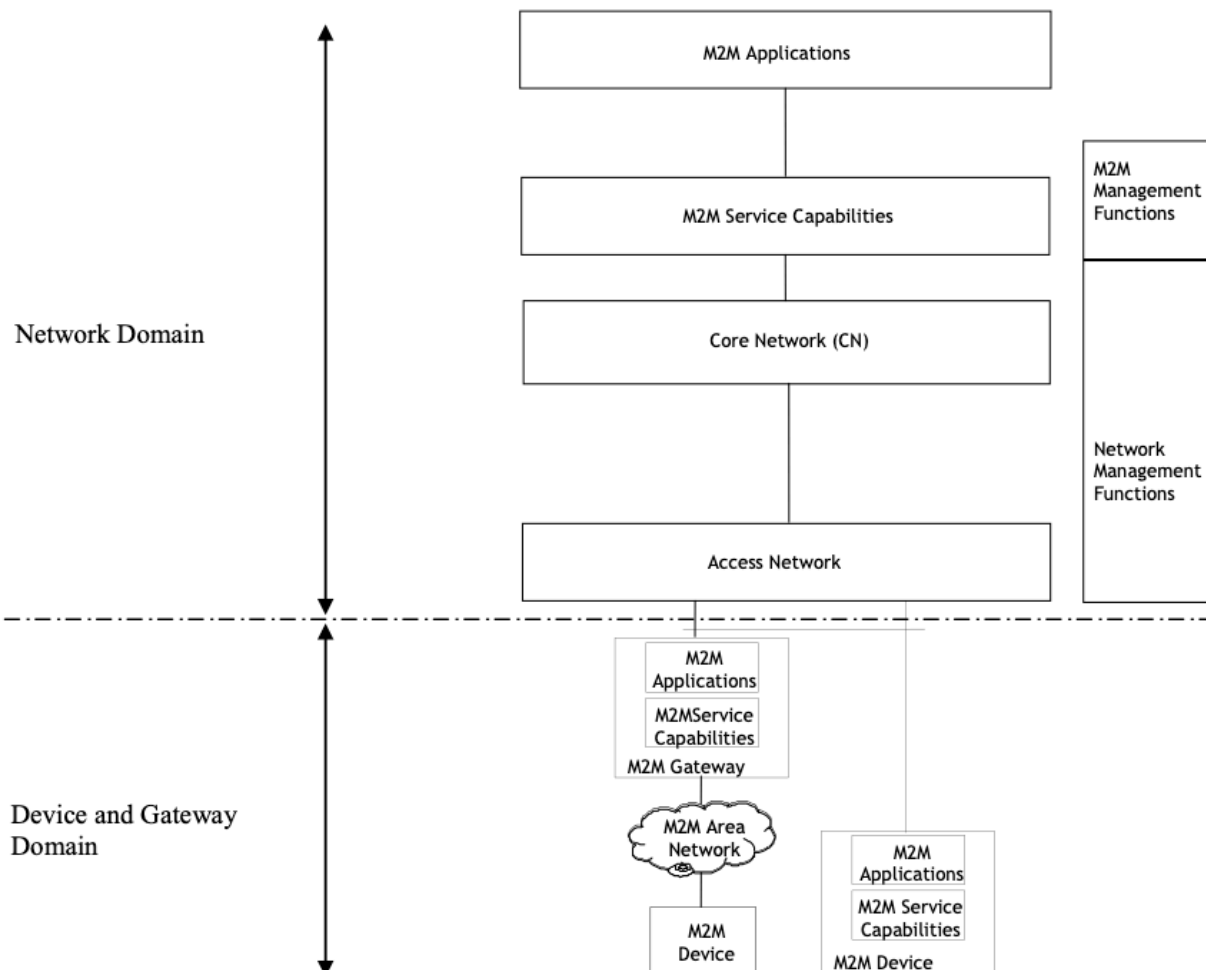 M2M Applications
M2M Service Capabilities
M2M
Management
Functions
Core Network (CN)
Network Domain
Network
Management
Functions
Access Network
M2M
Applications
M2MService
Capabilities
M2M Gateway
Device and Gateway
Domain
M2M Area
Network
M2M
Device
M2M
Applications
M2M Service
Capabilities
M2M Device